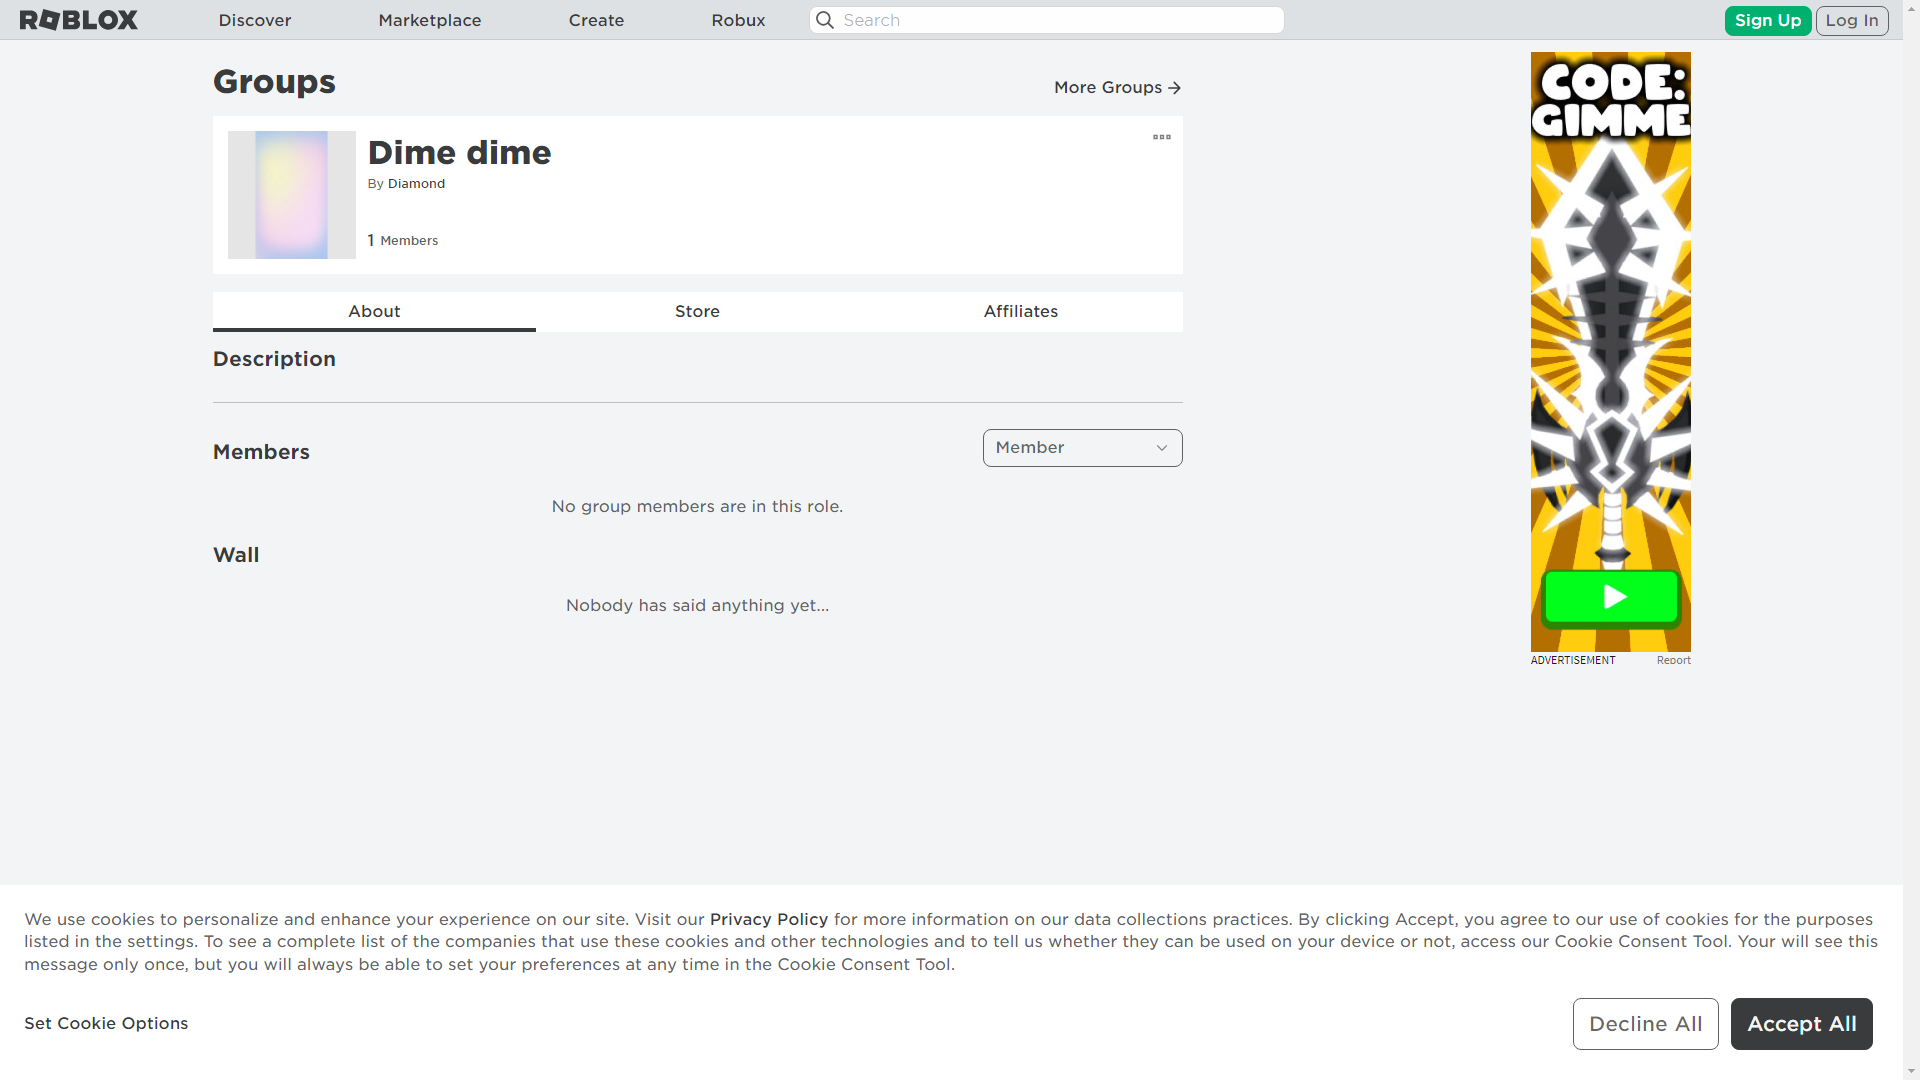 ROBLOX
Discover
Marketplace
Create
Robux
Search
Sign Up
Log In
Groups
More Groups
Dime dime
By Diamond
1 Members
About
Store
Affiliates
Description
Members
Member
No group members are in this role.
Wall
Nobody has said anything yet...
CODE:
GIMME
ADVERTISEMENT
Report
We use cookies to personalize and enhance your experience on our site. Visit our Privacy Policy for more information on our data collections practices. By clicking Accept, you agree to our use of cookies for the purposes
listed in the settings. To see a complete list of the companies that use these cookies and other technologies and to tell us whether they can be used on your device or not, access our Cookie Consent Tool. Your will see this
message only once, but you will always be able to set your preferences at any time in the Cookie Consent Tool.
Set Cookie Options
Decline All
Accept All